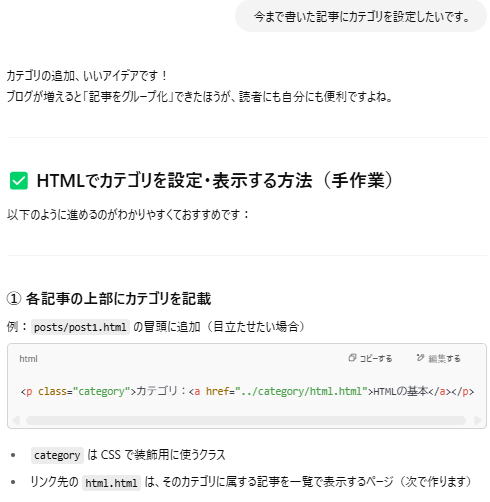 今まで書いた記事にカテゴリを設定したいです。
カテゴリの追加、いいアイデアです！
ブログが増えると「記事をグループ化」できたほうが、読者にも自分にも便利ですよね。
✅ HTMLでカテゴリを設定・表示する方法（手作業）
以下のように進めるのがわかりやすくておすすめです：
① 各記事の上部にカテゴリを記載
例：posts/post1.html の冒頭に追加（目立たせたい場合）
html コピーする 編集する
<p class="category">カテゴリ：<a href="../category/html.html">HTMLの基本</a></p>
• category は CSS で装飾用に使うクラス
• リンク先の html.html は、そのカテゴリに属する記事を一覧で表示するページ（次で作ります）